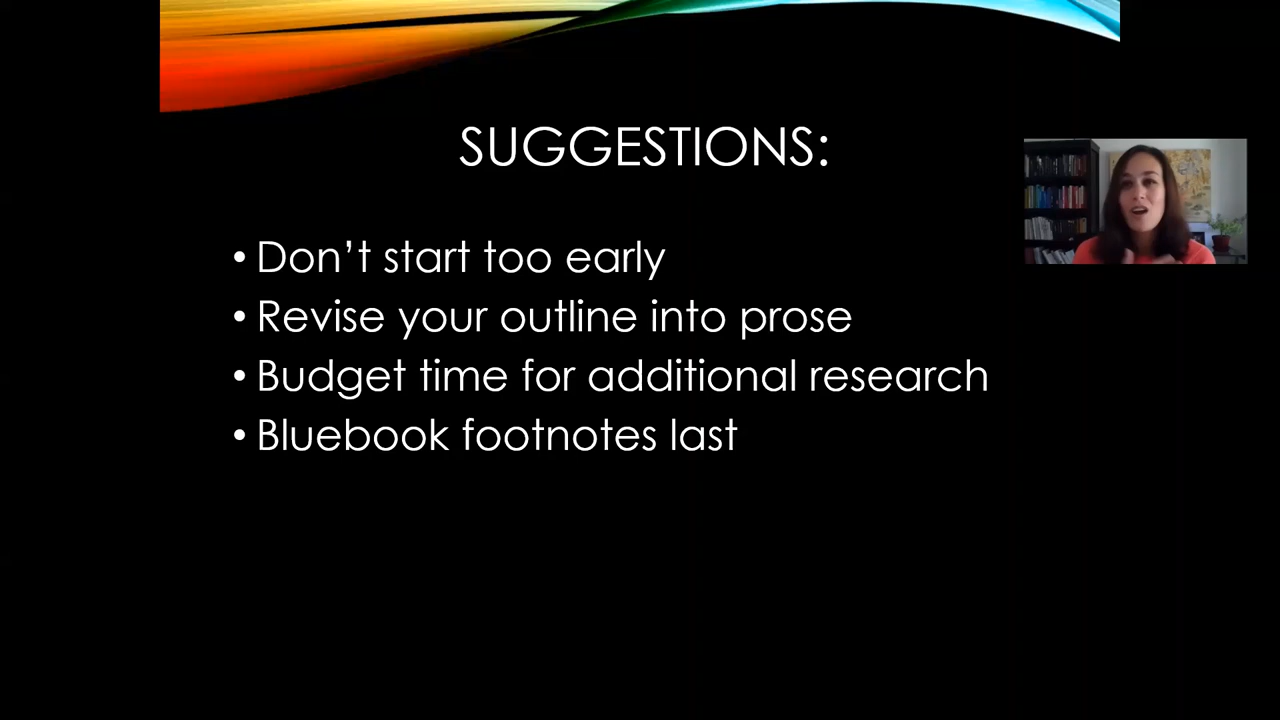 SUGGESTIONS:
• Don’t start too early
• Revise your outline into prose
• Budget time for additional research
• Bluebook footnotes last